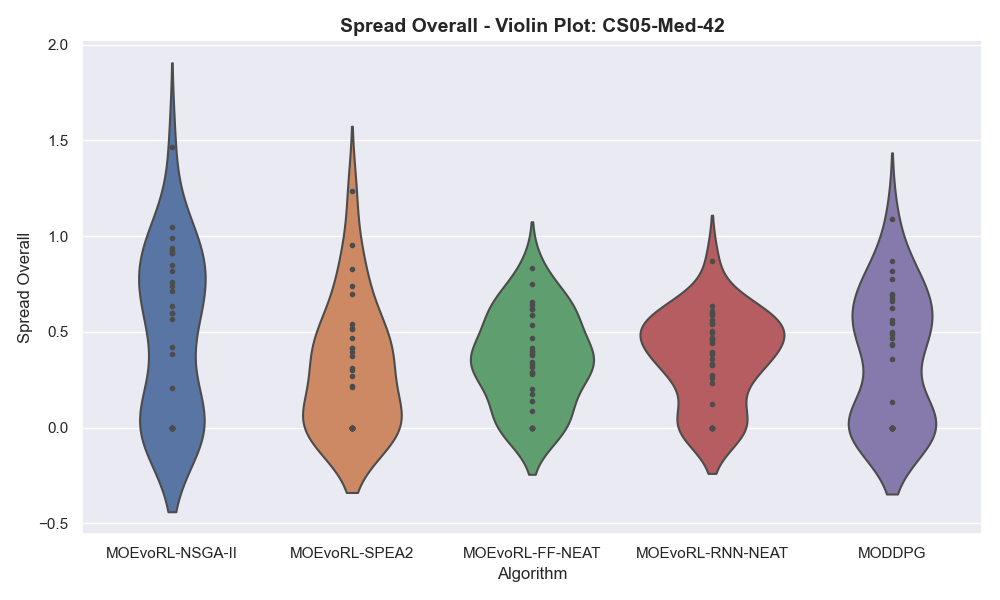 Spread Overall - Violin Plot: CS05-Med-42
2.0
1.5
1.0
0.5
0.0
−0.5
Spread Overall
MOEvoRL-NSGA-II
MOEvoRL-SPEA2
MOEvoRL-FF-NEAT
MOEvoRL-RNN-NEAT
MODDPG
Algorithm